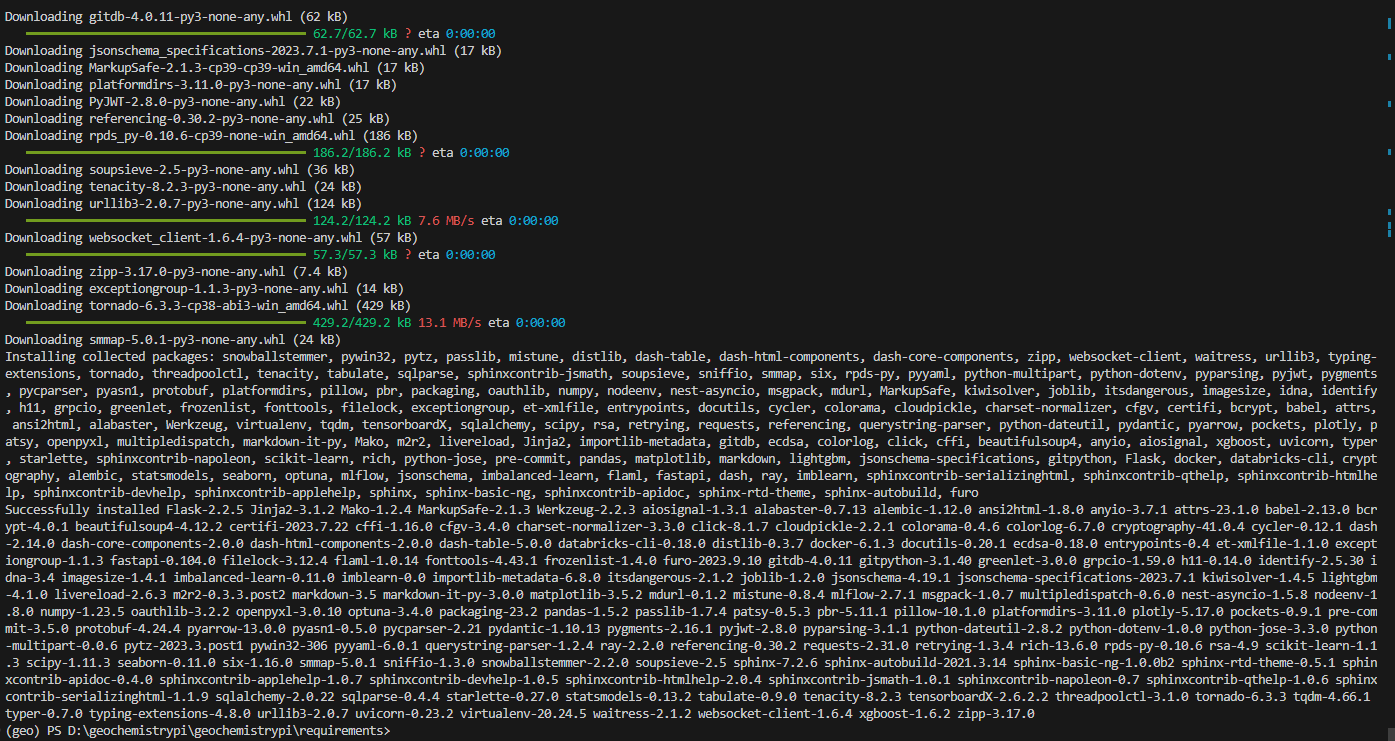 Downloading gitdb-4.0.11-py3-none-any.whl (62 kB)
62.7/62.7 kB ? eta 0:00:00
Downloading jsonschema_specifications-2023.7.1-py3-none-any.whl (17 kB)
Downloading MarkupSafe-2.1.3-cp39-cp39-win_amd64.whl (17 kB)
Downloading platformdirs-3.11.0-py3-none-any.whl (17 kB)
Downloading PyJWT-2.8.0-py3-none-any.whl (22 kB)
Downloading referencing-0.30.2-py3-none-any.whl (25 kB)
Downloading rpds_py-0.10.6-cp39-none-win_amd64.whl (186 kB)
186.2/186.2 kB ? eta 0:00:00
Downloading soupsieve-2.5-py3-none-any.whl (36 kB)
Downloading tenacity-8.2.3-py3-none-any.whl (24 kB)
Downloading urllib3-2.0.7-py3-none-any.whl (124 kB)
124.2/124.2 kB 7.6 MB/s eta 0:00:00
Downloading websocket_client-1.6.4-py3-none-any.whl (57 kB)
57.3/57.3 kB ? eta 0:00:00
Downloading zipp-3.17.0-py3-none-any.whl (7.4 kB)
Downloading exceptiongroup-1.1.3-py3-none-any.whl (14 kB)
Downloading tornado-6.3.3-cp38-abi3-win_amd64.whl (429 kB)
429.2/429.2 kB 13.1 MB/s eta 0:00:00
Downloading smmap-5.0.1-py3-none-any.whl (24 kB)
Installing collected packages: snowballstemmer, pywin32, pytz, passlib, mistune, distlib, dash-table, dash-html-components, dash-core-components, zipp, websocket-client, waitress, urllib3, typing-
extensions, tornado, threadpoolctl, tenacity, tabulate, sqlparse, sphinxcontrib-jsmath, soupsieve, sniffio, smmap, six, rpds-py, pyyaml, python-multipart, python-dotenv, pyparsing, pyjwt, pygments
, pycparser, pyasn1, protobuf, platformdirs, pillow, pbr, packaging, oauthlib, numpy, nodeenv, nest-asyncio, msgpack, mdurl, MarkupSafe, kiwisolver, joblib, itsdangerous, imagesize, idna, identify
, h11, grpcio, greenlet, frozenlist, fonttools, filelock, exceptiongroup, et-xmlfile, entrypoints, docutils, cycler, colorama, cloudpickle, charset-normalizer, cfgv, certifi, bcrypt, babel, attrs,
ansi2html, alabaster, Werkzeug, virtualenv, tqdm, tensorboardX, sqlalchemy, scipy, rsa, retrying, requests, referencing, querystring-parser, python-dateutil, pydantic, pyarrow, pockets, plotly, p
atsy, openpyxl, multipledispatch, markdown-it-py, Mako, m2r2, livereload, Jinja2, importlib-metadata, gitdb, ecdsa, colorlog, click, cffi, beautifulsoup4, anyio, aiosignal, xgboost, uvicorn, typer
, starlette, sphinxcontrib-napoleon, scikit-learn, rich, python-jose, pre-commit, pandas, matplotlib, markdown, lightgbm, jsonschema-specifications, gitpython, Flask, docker, databricks-cli, crypt
ography, alembic, statsmodels, seaborn, optuna, mlflow, jsonschema, imbalanced-learn, flaml, fastapi, dash, ray, imblearn, sphinxcontrib-serializinghtml, sphinxcontrib-qthelp, sphinxcontrib-htmlhe
lp, sphinxcontrib-devhelp, sphinxcontrib-applehelp, sphinx, sphinx-basic-ng, sphinxcontrib-apidoc, sphinx-rtd-theme, sphinx-autobuild, furo
Successfully installed Flask-2.2.5 Jinja2-3.1.2 Mako-1.2.4 MarkupSafe-2.1.3 Werkzeug-2.2.3 aiosignal-1.3.1 alabaster-0.7.13 alembic-1.12.0 ansi2html-1.8.0 anyio-3.7.1 attrs-23.1.0 babel-2.13.0 bcr
ypt-4.0.1 beautifulsoup4-4.12.2 certifi-2023.7.22 cffi-1.16.0 cfgv-3.4.0 charset-normalizer-3.3.0 click-8.1.7 cloudpickle-2.2.1 colorama-0.4.6 colorlog-6.7.0 cryptography-41.0.4 cycler-0.12.1 dash
-2.14.0 dash-core-components-2.0.0 dash-html-components-2.0.0 dash-table-5.0.0 databricks-cli-0.18.0 distlib-0.3.7 docker-6.1.3 docutils-0.20.1 ecdsa-0.18.0 entrypoints-0.4 et-xmlfile-1.1.0 except
iongroup-1.1.3 fastapi-0.104.0 filelock-3.12.4 flaml-1.0.14 fonttools-4.43.1 frozenlist-1.4.0 furo-2023.9.10 gitdb-4.0.11 gitpython-3.1.40 greenlet-3.0.0 grpcio-1.59.0 h11-0.14.0 identify-2.5.30 i
dna-3.4 imagesize-1.4.1 imbalanced-learn-0.11.0 imblearn-0.0 importlib-metadata-6.8.0 itsdangerous-2.1.2 joblib-1.2.0 jsonschema-4.19.1 jsonschema-specifications-2023.7.1 kiwisolver-1.4.5 lightgbm
-4.1.0 livereload-2.6.3 m2r2-0.3.3.post2 markdown-3.5 markdown-it-py-3.0.0 matplotlib-3.5.2 mdurl-0.1.2 mistune-0.8.4 mlflow-2.7.1 msgpack-1.0.7 multipledispatch-0.6.0 nest-asyncio-1.5.8 nodeenv-1
.8.0 numpy-1.23.5 oauthlib-3.2.2 openpyxl-3.0.10 optuna-3.4.0 packaging-23.2 pandas-1.5.2 passlib-1.7.4 patsy-0.5.3 pbr-5.11.1 pillow-10.1.0 platformdirs-3.11.0 plotly-5.17.0 pockets-0.9.1 pre-com
mit-3.5.0 protobuf-4.24.4 pyarrow-13.0.0 pyasn1-0.5.0 pycparser-2.21 pydantic-1.10.13 pygments-2.16.1 pyjwt-2.8.0 pyparsing-3.1.1 python-dateutil-2.8.2 python-dotenv-1.0.0 python-jose-3.3.0 python
-multipart-0.0.6 pytz-2023.3.post1 pywin32-306 pyyaml-6.0.1 querystring-parser-1.2.4 ray-2.2.0 referencing-0.30.2 requests-2.31.0 retrying-1.3.4 rich-13.6.0 rpds-py-0.10.6 rsa-4.9 scikit-learn-1.1
.3 scipy-1.11.3 seaborn-0.11.0 six-1.16.0 smmap-5.0.1 sniffio-1.3.0 snowballstemmer-2.2.0 soupsieve-2.5 sphinx-7.2.6 sphinx-autobuild-2021.3.14 sphinx-basic-ng-1.0.0b2 sphinx-rtd-theme-0.5.1 sphin
xcontrib-apidoc-0.4.0 sphinxcontrib-applehelp-1.0.7 sphinxcontrib-devhelp-1.0.5 sphinxcontrib-htmlhelp-2.0.4 sphinxcontrib-jsmath-1.0.1 sphinxcontrib-napoleon-0.7 sphinxcontrib-qthelp-1.0.6 sphinx
contrib-serializinghtml-1.1.9 sqlalchemy-2.0.22 sqlparse-0.4.4 starlette-0.27.0 statsmodels-0.13.2 tabulate-0.9.0 tenacity-8.2.3 tensorboardX-2.6.2.2 threadpoolctl-3.1.0 tornado-6.3.3 tqdm-4.66.1
typer-0.7.0 typing-extensions-4.8.0 urllib3-2.0.7 uvicorn-0.23.2 virtualenv-20.24.5 waitress-2.1.2 websocket-client-1.6.4 xgboost-1.6.2 zipp-3.17.0
(geo) PS D:\geochemistrypi\geochemistrypi\requirements>